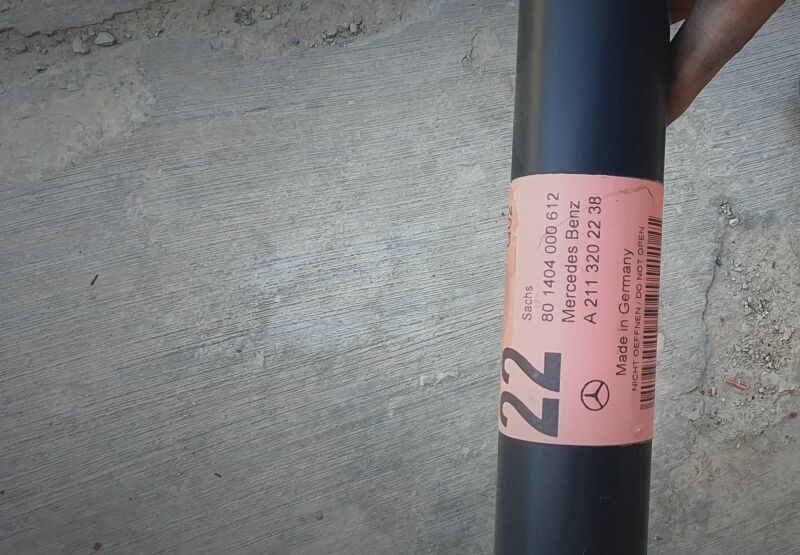 Sachs
80 1404 000 612
Mercedes Benz
A 211 320 22 38
Made in Germany
NICHT OEFFNEN / DO NOT OPEN
22